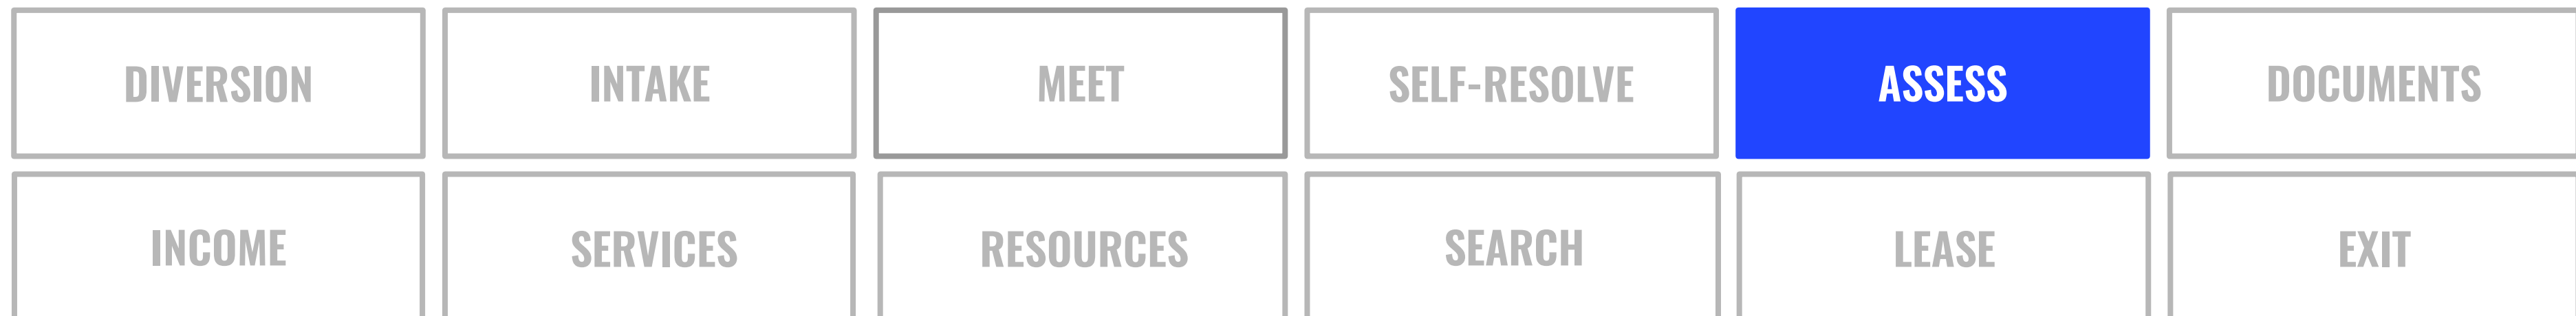 DIVERSION
INTAKE
MEET
SELF-RESOLVE
ASSESS
DOCUMENTS
INCOME
SERVICES
RESOURCES
SEARCH
LEASE
EXIT